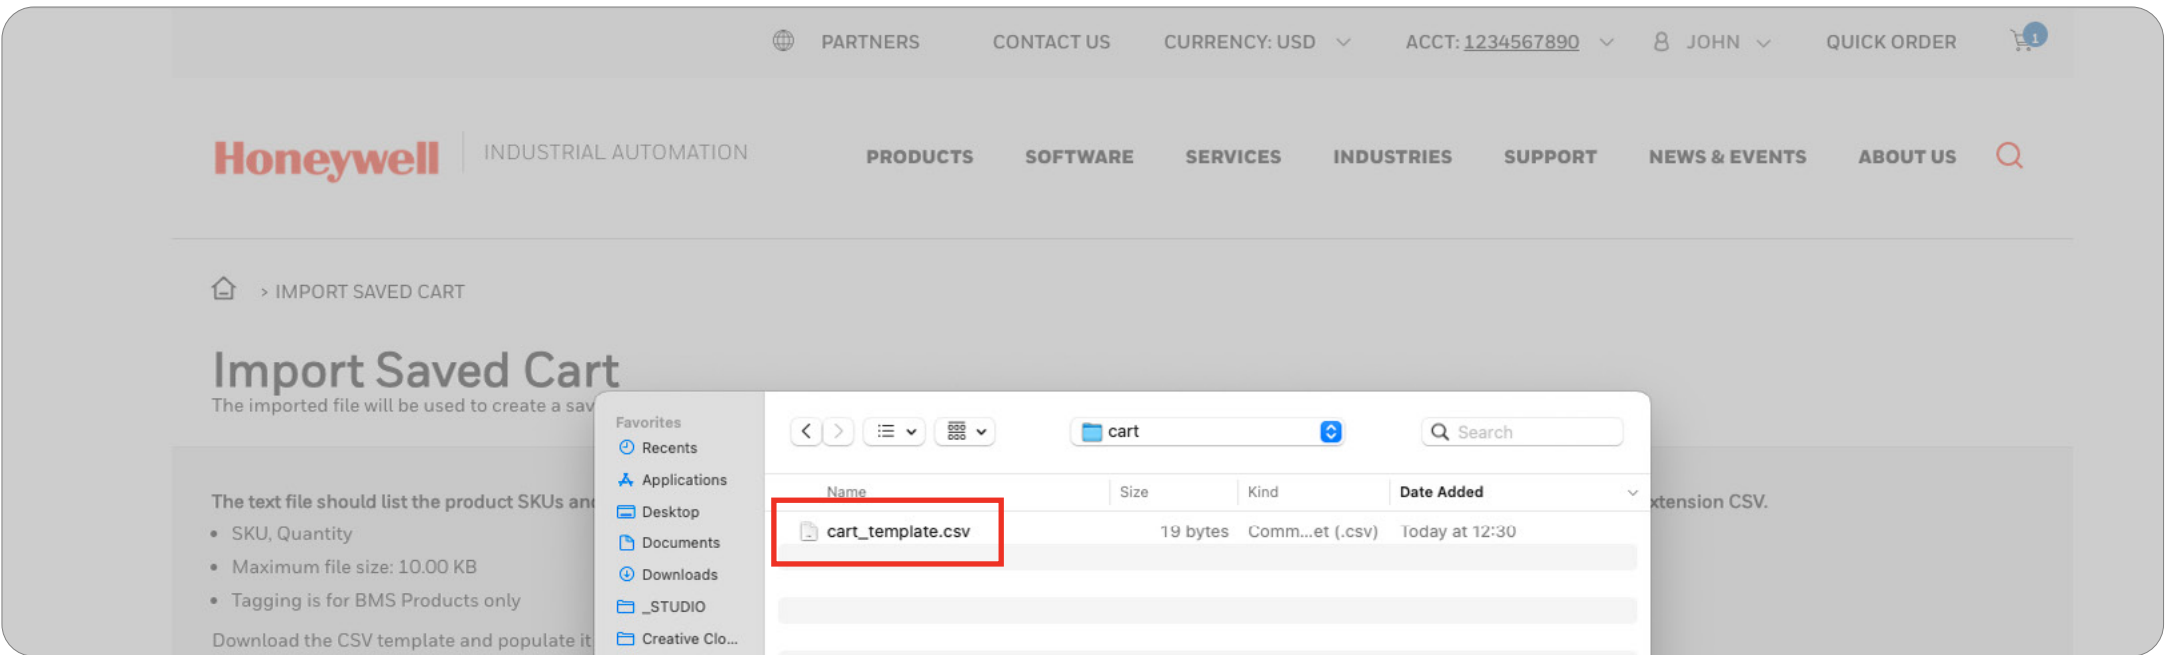 PARTNERS CONTACT US CURRENCY: USD ACCT: 1234567890 JOHN QUICK ORDER 1
Honeywell INDUSTRIAL AUTOMATION PRODUCTS SOFTWARE SERVICES INDUSTRIES SUPPORT NEWS & EVENTS ABOUT US
> IMPORT SAVED CART
Import Saved Cart
The imported file will be used to create a sav
The text file should list the product SKUs an
xtension CSV.
• SKU, Quantity
• Maximum file size: 10.00 KB
• Tagging is for BMS Products only
Download the CSV template and populate it
Favorites
Recents
Applications
Desktop
Documents
Downloads
_STUDIO
Creative Clo...
cart Search
Name Size Kind Date Added
cart_template.csv 19 bytes Comm...et (.csv) Today at 12:30